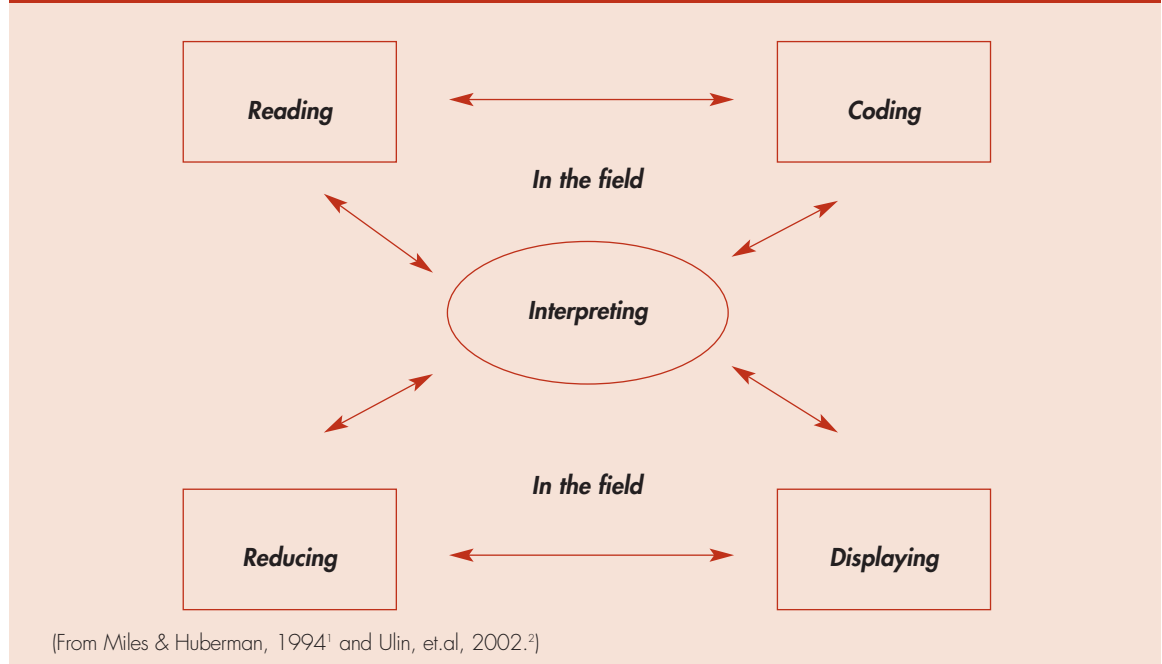 Reading
Coding
In the field
Interpreting
In the field
Reducing
Displaying
(From Miles & Huberman, 1994¹ and Ulin, et.al, 2002.²)